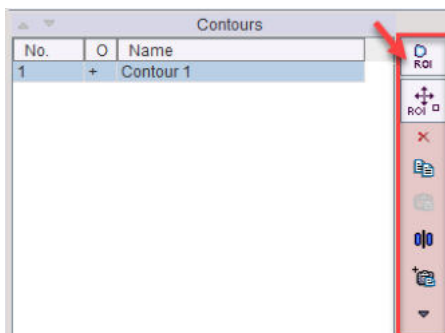 Contours
No. O Name
1 + Contour 1
ROI
ROI